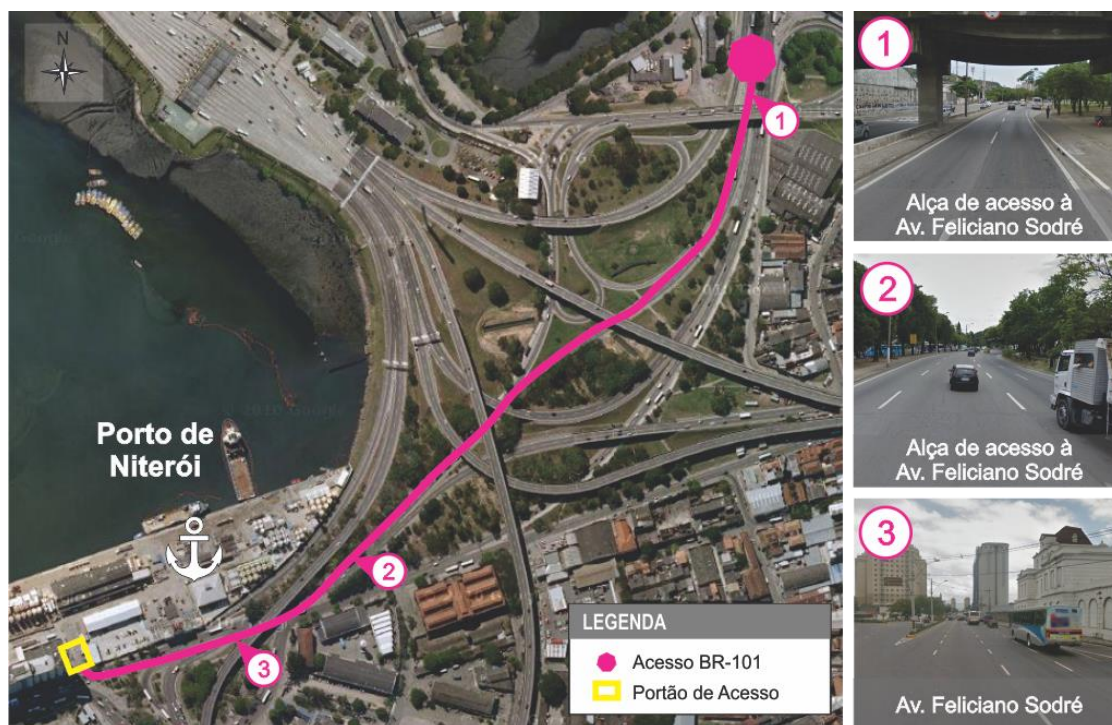 N
1
Porto de
Niterói
2
3
LEGENDA
Acesso BR-101
Portão de Acesso
1
Alça de acesso à
Av. Feliciano Sodré
2
Alça de acesso à
Av. Feliciano Sodré
3
Av. Feliciano Sodré